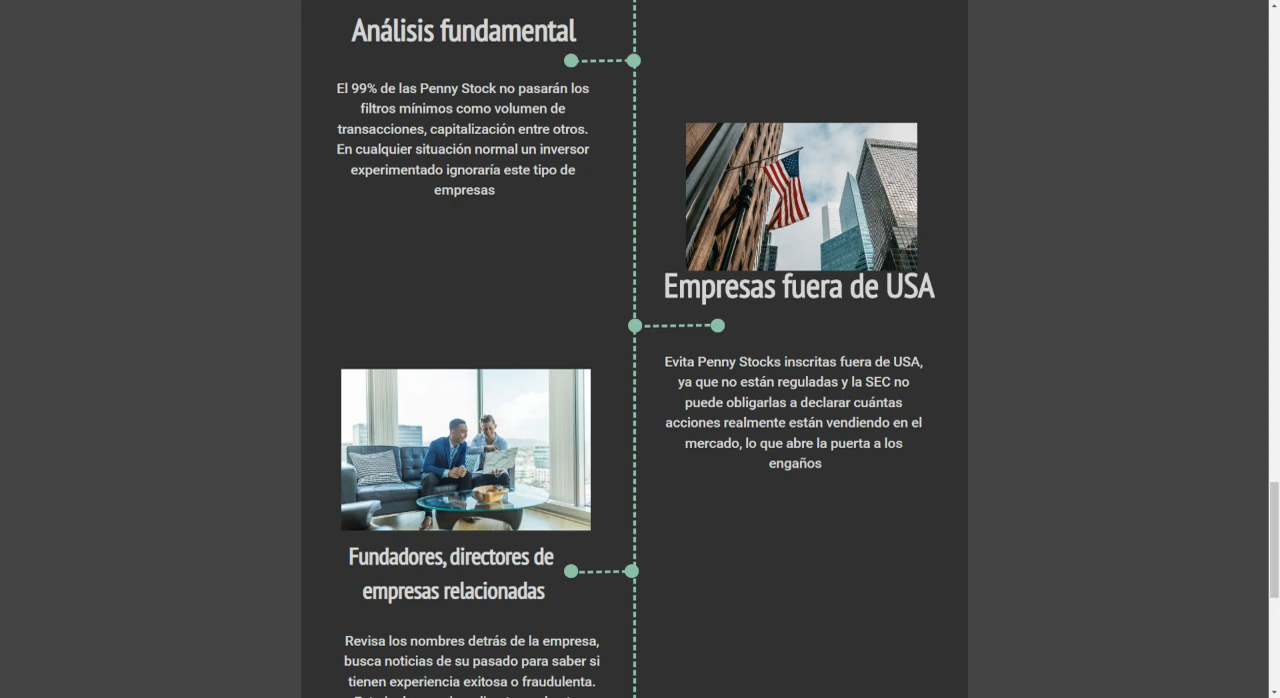 Análisis fundamental
El 99% de las Penny Stock no pasarán los
filtros mínimos como volumen de
transacciones, capitalización entre otros.
En cualquier situación normal un inversor
experimentado ignoraría este tipo de
empresas
Empresas fuera de USA
Evita Penny Stocks inscritas fuera de USA,
ya que no están reguladas y la SEC no
puede obligarlas a declarar cuántas
acciones realmente están vendiendo en el
mercado, lo que abre la puerta a los
engaños
Fundadores, directores de
empresas relacionadas
Revisa los nombres detrás de la empresa,
busca noticias de su pasado para saber si
tienen experiencia exitosa o fraudulenta.